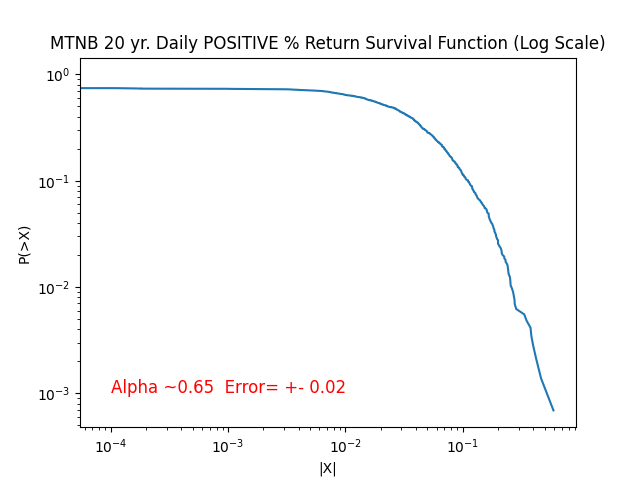 MTNB 20 yr. Daily POSITIVE % Return Survival Function (Log Scale)
10⁰
10⁻¹
10⁻²
10⁻³
P(>X)
Alpha ~0.65  Error= +- 0.02
10⁻⁴ 10⁻³ 10⁻² 10⁻¹
|X|